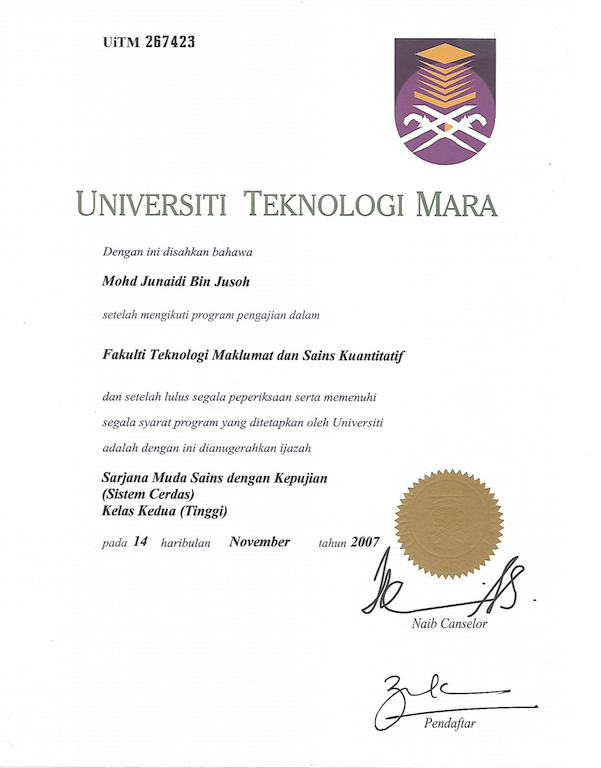 UiTM 267423
UNIVERSITI TEKNOLOGI MARA
Dengan ini disahkan bahawa
Mohd Junaidi Bin Jusoh
setelah mengikuti program pengajian dalam
Fakulti Teknologi Maklumat dan Sains Kuantitatif
dan setelah lulus segala peperiksaan serta memenuhi
segala syarat program yang ditetapkan oleh Universiti
adalah dengan ini dianugerahkan ijazah
Sarjana Muda Sains dengan Kepujian
(Sistem Cerdas)
Kelas Kedua (Tinggi)
pada 14 haribulan November tahun 2007
Naib Canselor
Pendaftar